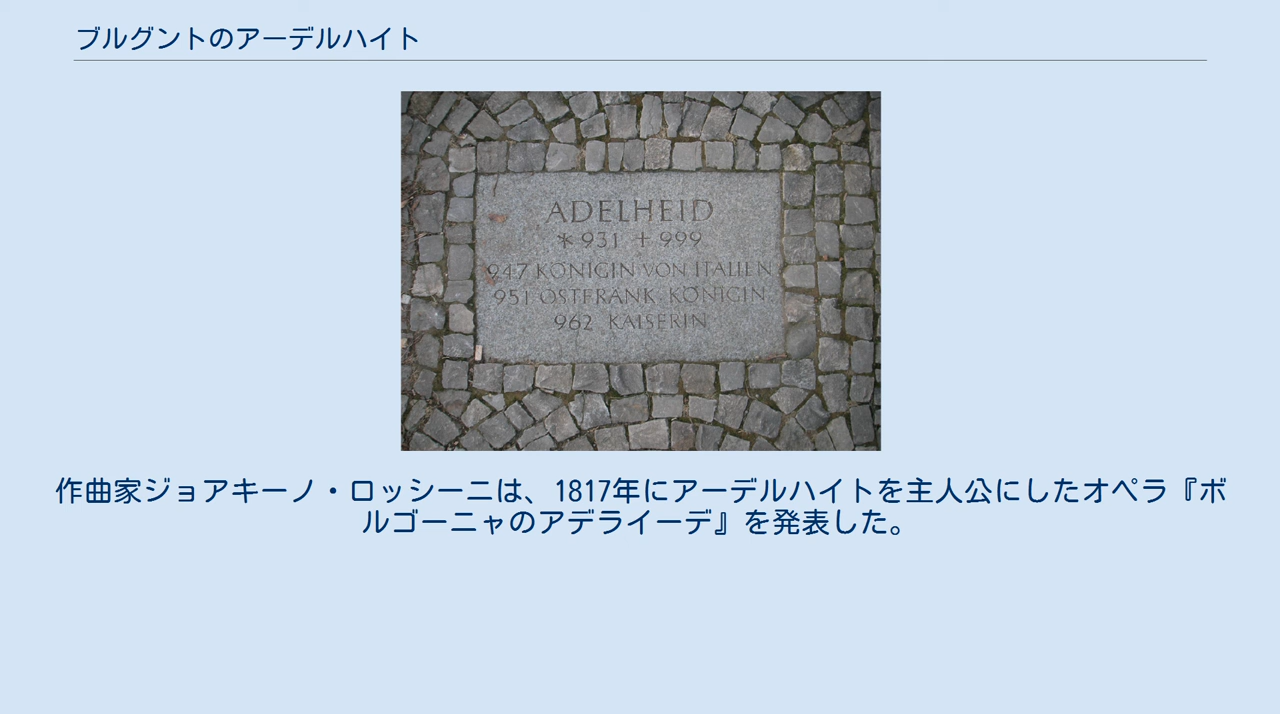 ブルグントのアーデルハイト
ADELHEID
* 931 † 999
947 KÖNIGIN VON ITALIEN
951 OSTFRÄNK. KÖNIGIN
962 KAISERIN
作曲家ジョアキーノ・ロッシーニは、1817年にアーデルハイトを主人公にしたオペラ『ボ
ルゴーニャのアデライーデ』を発表した。